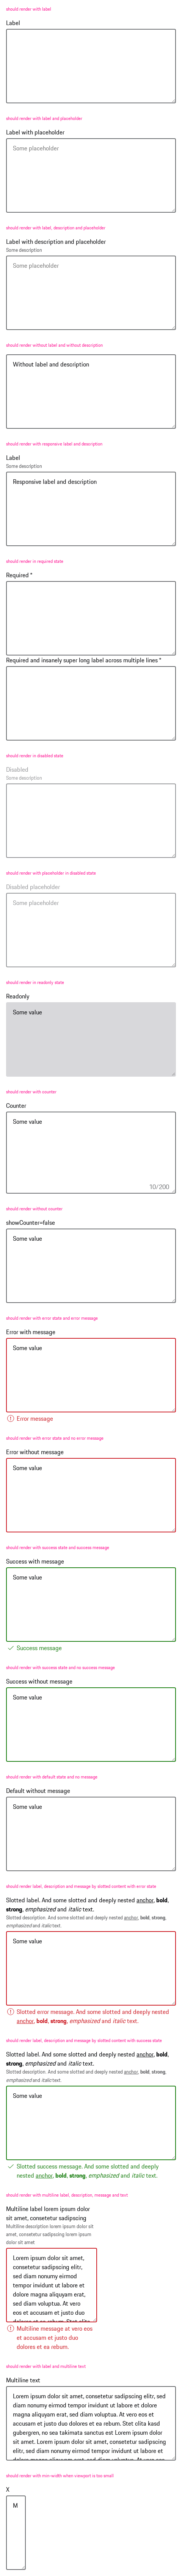 should render with label
Label
should render with label and placeholder
Label with placeholder
Some placeholder
should render with label, description and placeholder
Label with description and placeholder
Some description
Some placeholder
should render without label and without description
Without label and description
should render with responsive label and description
Label
Some description
Responsive label and description
should render in required state
Required *
Required and insanely super long label across multiple lines *
should render in disabled state
Disabled
Some description
should render with placeholder in disabled state
Disabled placeholder
Some placeholder
should render in readonly state
Readonly
Some value
should render with counter
Counter
Some value
10/200
should render without counter
showCounter=false
Some value
should render with error state and error message
Error with message
Some value
Error message
should render with error state and no error message
Error without message
Some value
should render with success state and success message
Success with message
Some value
Success message
should render with success state and no success message
Success without message
Some value
should render with default state and no message
Default without message
Some value
should render label, description and message by slotted content with error state
Slotted label. And some slotted and deeply nested anchor, bold,
strong, emphasized and italic text.
Slotted description. And some slotted and deeply nested anchor, bold, strong,
emphasized and italic text.
Some value
Slotted error message. And some slotted and deeply nested
anchor, bold, strong, emphasized and italic text.
should render label, description and message by slotted content with success state
Slotted label. And some slotted and deeply nested anchor, bold,
strong, emphasized and italic text.
Slotted description. And some slotted and deeply nested anchor, bold, strong,
emphasized and italic text.
Some value
Slotted success message. And some slotted and deeply
nested anchor, bold, strong, emphasized and italic text.
should render with multiline label, description, message and text
Multiline label lorem ipsum dolor
sit amet, consetetur sadipscing
Multiline description lorem ipsum dolor sit
amet, consetetur sadipscing lorem ipsum
dolor sit amet
Lorem ipsum dolor sit amet,
consetetur sadipscing elitr,
sed diam nonumy eirmod
tempor invidunt ut labore et
dolore magna aliquyam erat,
sed diam voluptua. At vero
eos et accusam et justo duo
dolores et ea rebum. Stet clita
Multiline message at vero eos
et accusam et justo duo
dolores et ea rebum.
should render with label and multiline text
Multiline text
Lorem ipsum dolor sit amet, consetetur sadipscing elitr, sed diam
nonumy eirmod tempor invidunt ut labore et dolore magna
aliquyam erat, sed diam voluptua. At vero eos et accusam et justo
duo dolores et ea rebum. Stet clita kasd gubergren, no sea
takimata sanctus est Lorem ipsum dolor sit amet. Lorem ipsum
dolor sit amet, consetetur sadipscing elitr, sed diam nonumy
eirmod tempor invidunt ut labore et dolore magna aliquyam erat,
should render with min-width when viewport is too small
X
M